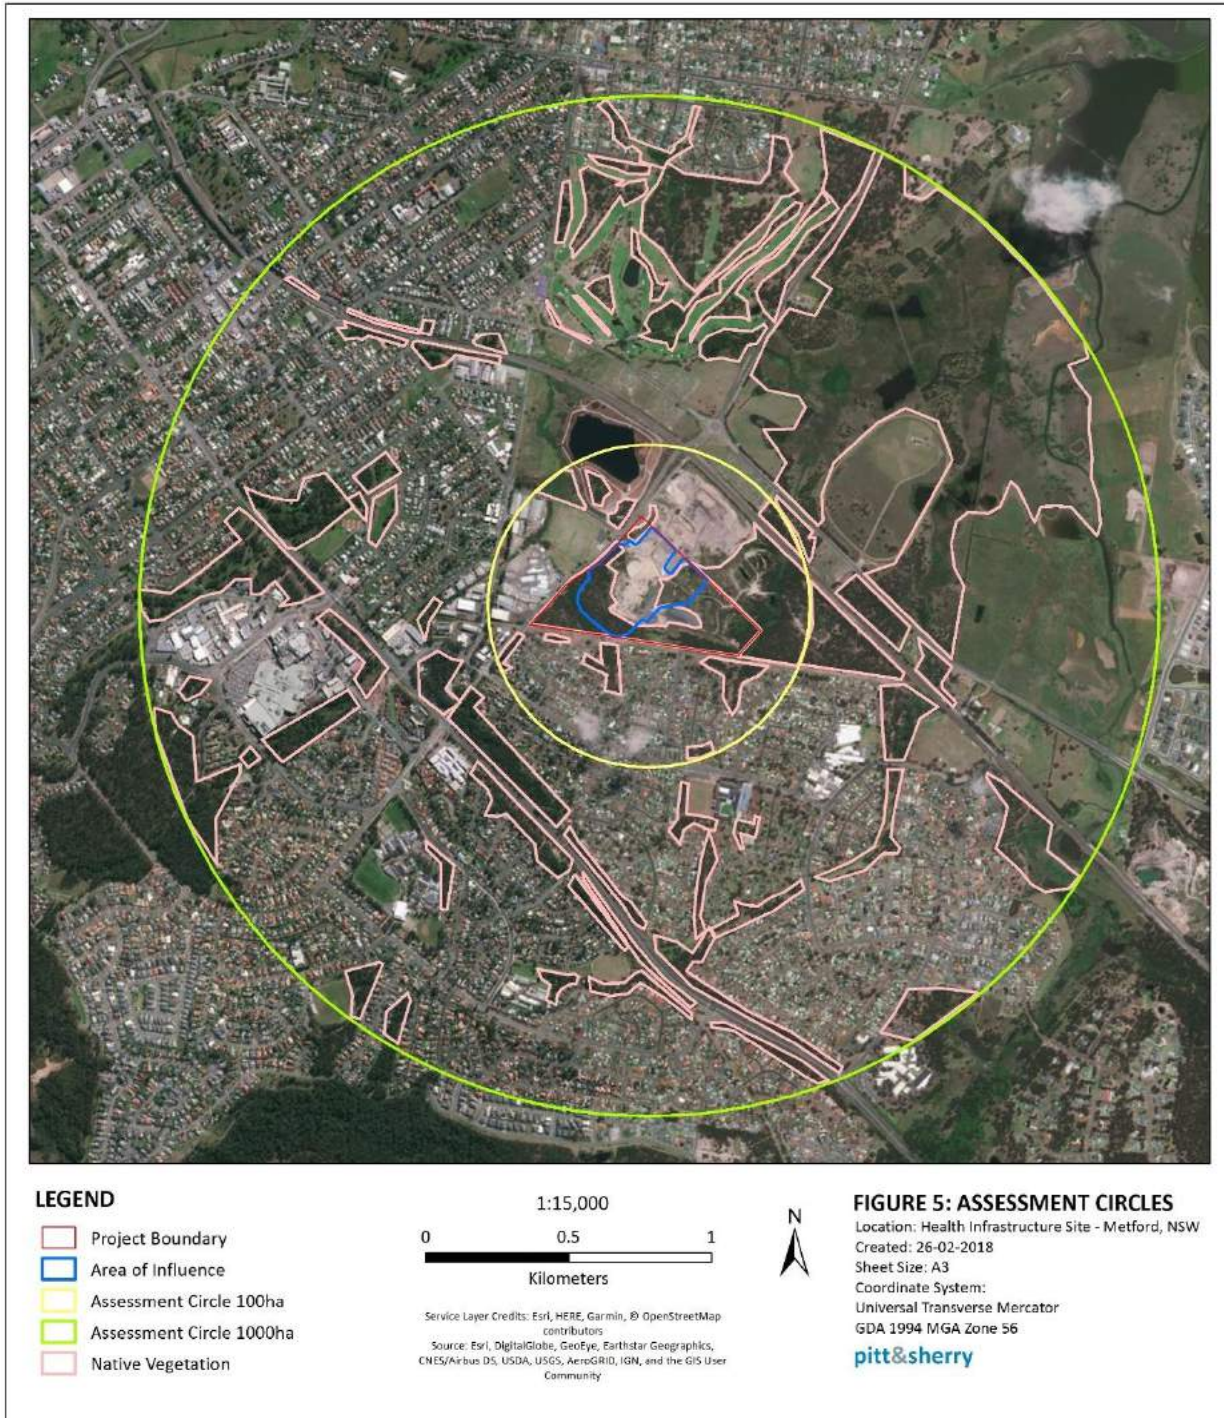 LEGEND
Project Boundary
Area of Influence
Assessment Circle 100ha
Assessment Circle 1000ha
Native Vegetation
1:15,000
0 0.5 1
Kilometers
Service Layer Credits: Esri, HERE, Garmin, © OpenStreetMap
contributors
Source: Esri, DigitalGlobe, GeoEye, Earthstar Geographics,
CNES/Airbus DS, USDA, USGS, AeroGRID, IGN, and the GIS User
Community
N
FIGURE 5: ASSESSMENT CIRCLES
Location: Health Infrastructure Site - Metford, NSW
Created: 26-02-2018
Sheet Size: A3
Coordinate System:
Universal Transverse Mercator
GDA 1994 MGA Zone 56
pitt&sherry